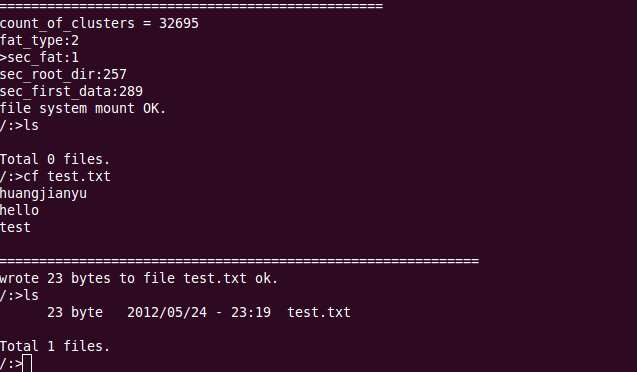 ================================================
count_of_clusters = 32695
fat_type:2
>sec_fat:1
sec_root_dir:257
sec_first_data:289
file system mount OK.
/:>ls
Total 0 files.
/:>cf test.txt
huangjianyu
hello
test
============================================================
wrote 23 bytes to file test.txt ok.
/:>ls
23 byte 2012/05/24 - 23:19 test.txt
Total 1 files.
/:>